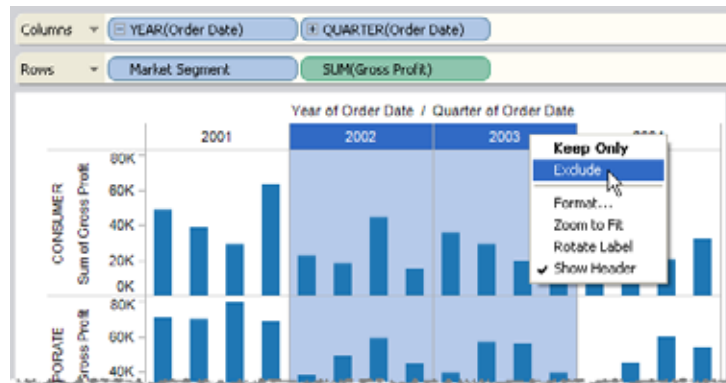 Columns YEAR(Order Date) QUARTER(Order Date)
Rows Market Segment SUM(Gross Profit)
Year of Order Date / Quarter of Order Date
2001 2002 2003
Keep Only
Exclude
Format...
Zoom to Fit
Rotate Label
Show Header
CONSUMER
Sum of Gross Profit
80K
60K
40K
20K
0K
80K
60K
40K